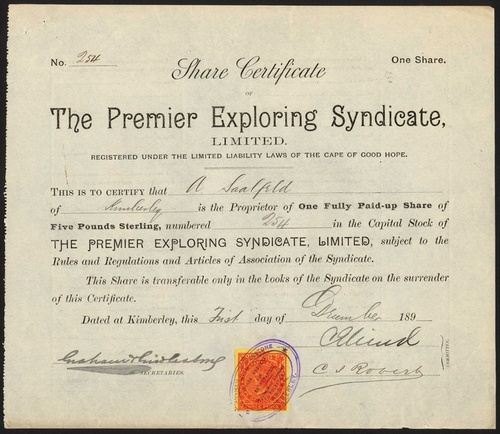 No. 254
One Share.
Share Certificate
OF
The Premier Exploring Syndicate,
LIMITED.
REGISTERED UNDER THE LIMITED LIABILITY LAWS OF THE CAPE OF GOOD HOPE.
THIS IS TO CERTIFY that A Saalfeld
of Kimberley is the Proprietor of One Fully Paid-up Share of
Five Pounds Sterling, numbered 254 in the Capital Stock of
THE PREMIER EXPLORING SYNDICATE, LIMITED, subject to the
Rules and Regulations and Articles of Association of the Syndicate.
This Share is transferable only in the books of the Syndicate on the surrender
of this Certificate.
Dated at Kimberley, this First day of December 189
SECRETARIES.
C J Roberts
COMMITTEE.